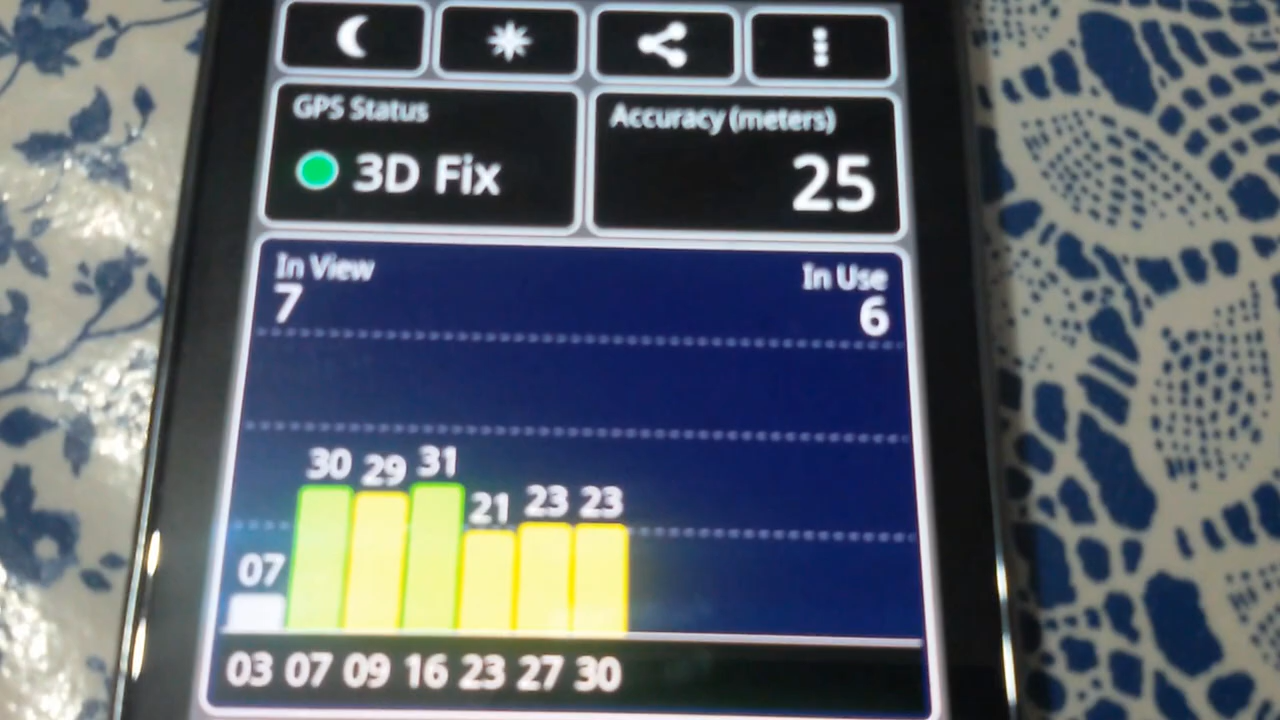 GPS Status
3D Fix
Accuracy (meters)
25
In View
7
In Use
6
30 29 31
21 23 23
07
03 07 09 16 23 27 30